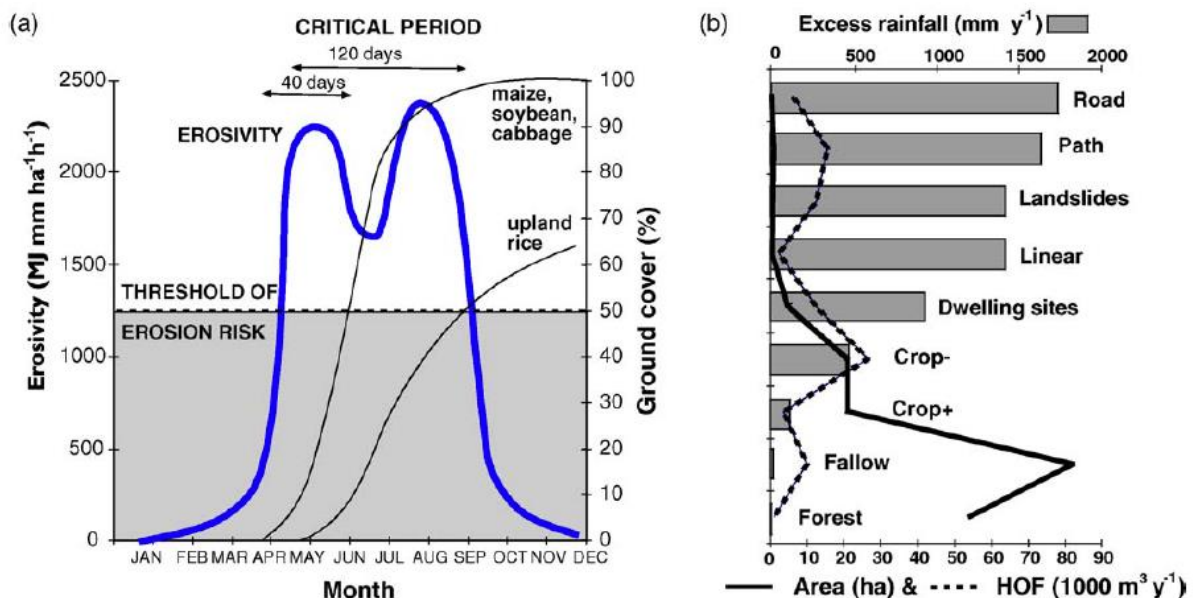 (a)
CRITICAL PERIOD
120 days
40 days
2500
2000
1500
1000
500
0
Erosivity (MJ mm ha⁻¹h⁻¹)
EROSIVITY
maize,
soybean,
cabbage
upland
rice
THRESHOLD OF
EROSION RISK
100
90
80
70
60
50
40
30
20
10
0
Ground cover (%)
JAN FEB MAR APR MAY JUN JUL AUG SEP OCT NOV DEC
Month
(b)
Excess rainfall (mm y⁻¹)
0 500 1000 1500 2000
Road
Path
Landslides
Linear
Dwelling sites
Crop-
Crop+
Fallow
Forest
0 10 20 30 40 50 60 70 80 90
Area (ha) & HOF (1000 m³ y⁻¹)